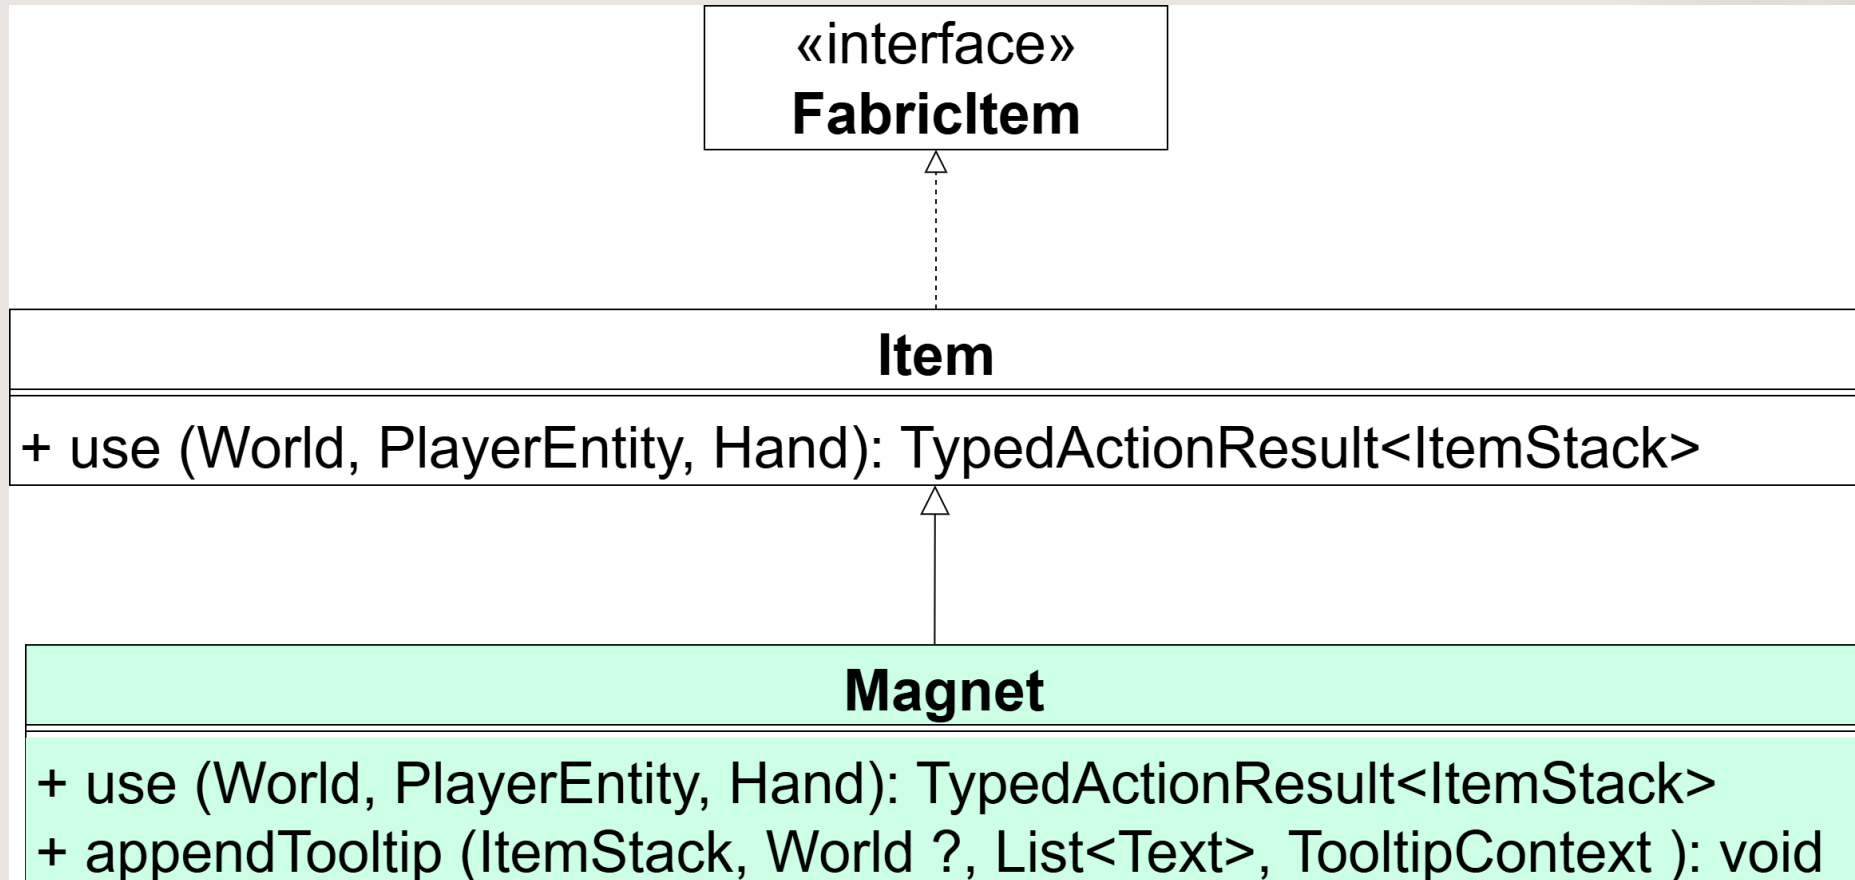 «interface»
FabricItem
Item
+ use (World, PlayerEntity, Hand): TypedActionResult<ItemStack>
Magnet
+ use (World, PlayerEntity, Hand): TypedActionResult<ItemStack>
+ appendTooltip (ItemStack, World ?, List<Text>, TooltipContext ): void